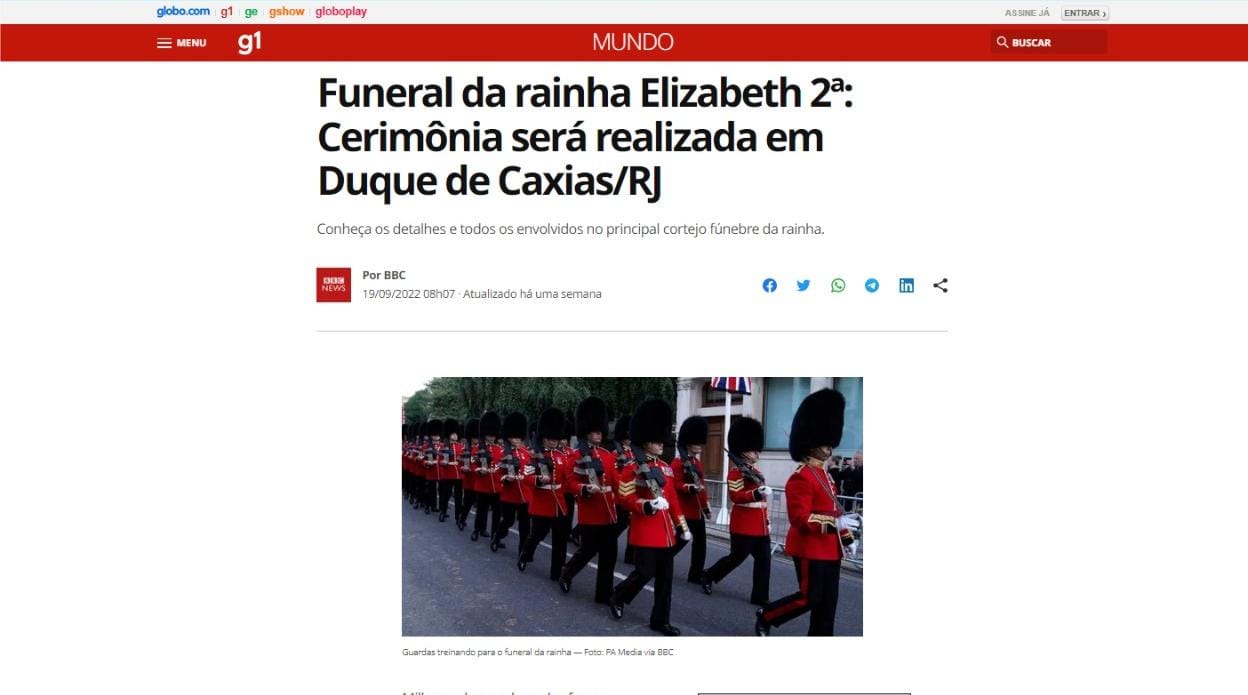 globo.com g1 ge gshow globoplay ASSINE JÁ ENTRAR ›
MENU g1 MUNDO BUSCAR
Funeral da rainha Elizabeth 2ª:
Cerimônia será realizada em
Duque de Caxias/RJ
Conheça os detalhes e todos os envolvidos no principal cortejo fúnebre da rainha.
BBC
NEWS
Por BBC
19/09/2022 08h07 · Atualizado há uma semana
Guardas treinando para o funeral da rainha — Foto: PA Media via BBC